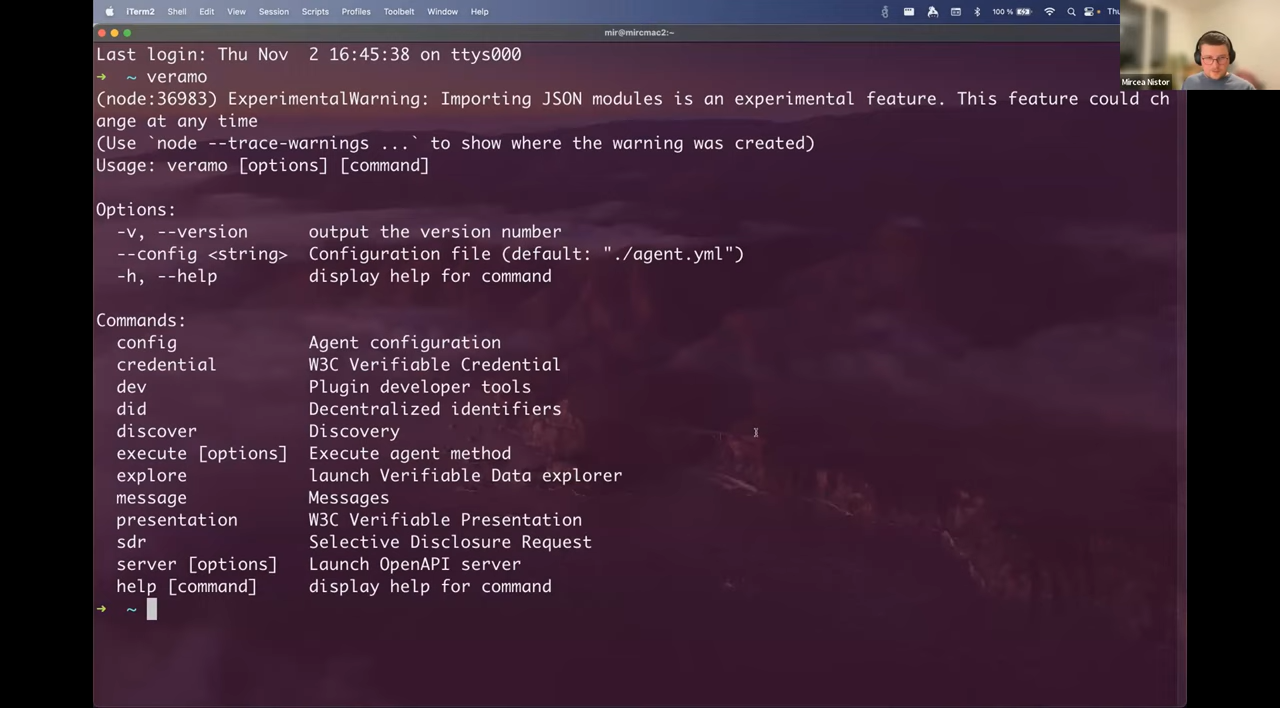 iTerm2 Shell Edit View Session Scripts Profiles Toolbelt Window Help 100 % Thu
mir@mircmac2:~
Mircea Nistor
Last login: Thu Nov  2 16:45:38 on ttys000
→ ~ veramo
(node:36983) ExperimentalWarning: Importing JSON modules is an experimental feature. This feature could ch
ange at any time
(Use `node --trace-warnings ...` to show where the warning was created)
Usage: veramo [options] [command]
Options:
-v, --version output the version number
--config <string> Configuration file (default: "./agent.yml")
-h, --help display help for command
Commands:
config Agent configuration
credential W3C Verifiable Credential
dev Plugin developer tools
did Decentralized identifiers
discover Discovery
execute [options] Execute agent method
explore launch Verifiable Data explorer
message Messages
presentation W3C Verifiable Presentation
sdr Selective Disclosure Request
server [options] Launch OpenAPI server
help [command] display help for command
→ ~